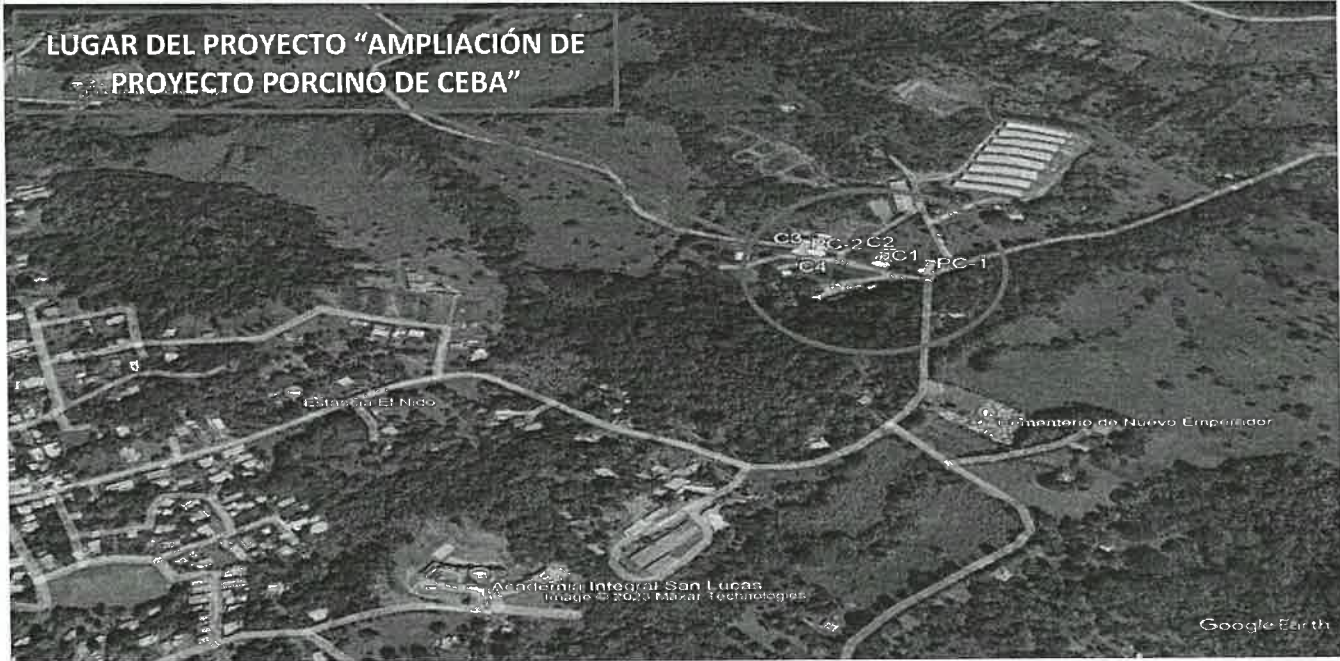 LUGAR DEL PROYECTO “AMPLIACIÓN DE
PROYECTO PORCINO DE CEBA”
C3 PC-2 C2
C1
PC-1
C4
Estancia El Nido
Cementerio de Nuevo Emperador
Academia Integral San Lucas
Image © 2023 Maxar Technologies
Google Earth